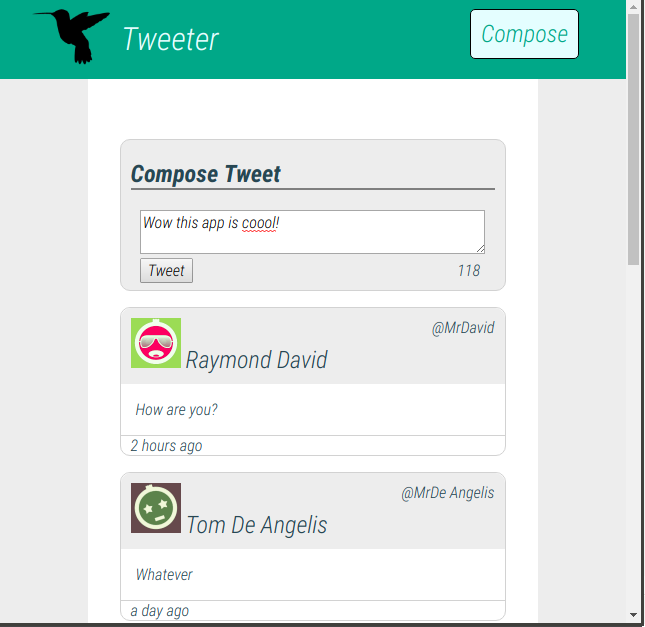 Tweeter
Compose
Compose Tweet
Wow this app is coool!
Tweet
118
@MrDavid
Raymond David
How are you?
2 hours ago
@MrDe Angelis
Tom De Angelis
Whatever
a day ago